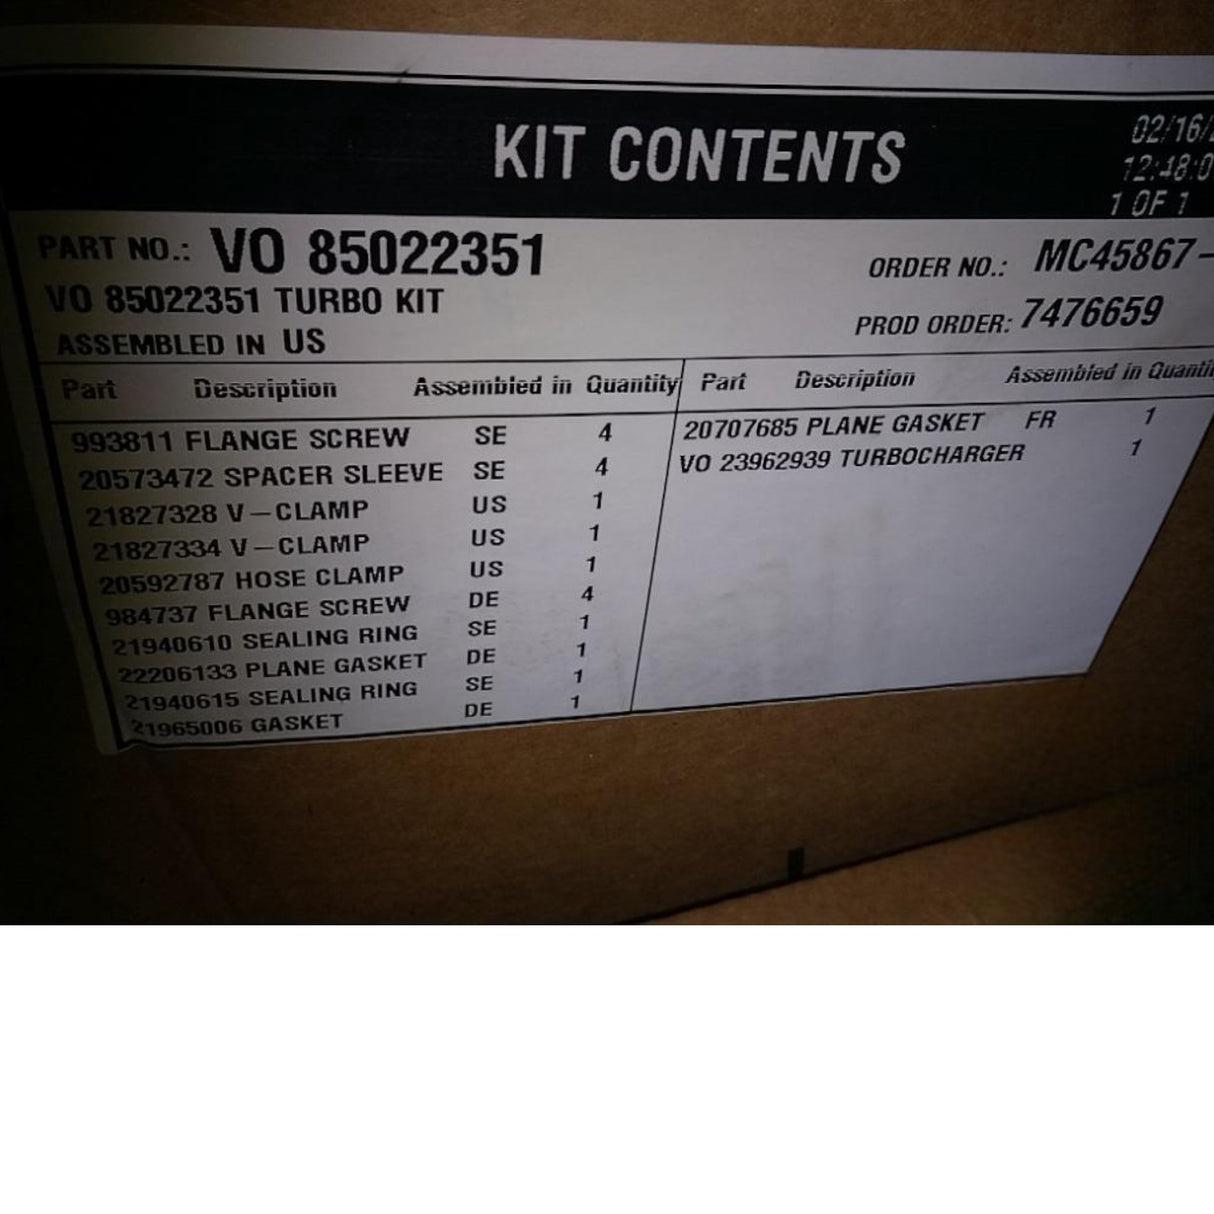 KIT CONTENTS
02/16/
12:48:0
1 OF 1
PART NO.: VO 85022351
ORDER NO.: MC45867-
VO 85022351 TURBO KIT
PROD ORDER: 7476659
ASSEMBLED IN US
Part Description Assembled in Quantity
993811 FLANGE SCREW SE 4
20573472 SPACER SLEEVE SE 4
21827328 V-CLAMP US 1
21827334 V-CLAMP US 1
20592787 HOSE CLAMP US 1
984737 FLANGE SCREW DE 4
21940610 SEALING RING SE 1
22206133 PLANE GASKET DE 1
21940615 SEALING RING SE 1
21965006 GASKET DE 1
Part Description Assembled in Quanti
20707685 PLANE GASKET FR 1
VO 23962939 TURBOCHARGER 1